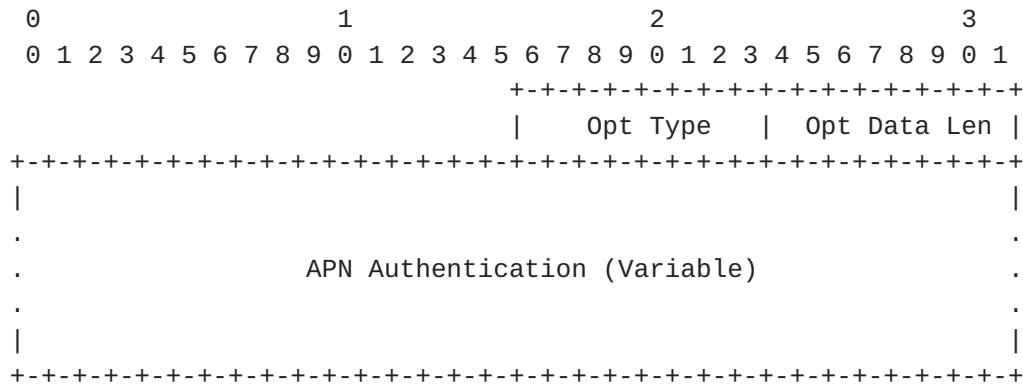 0                   1                   2                   3
 0 1 2 3 4 5 6 7 8 9 0 1 2 3 4 5 6 7 8 9 0 1 2 3 4 5 6 7 8 9 0 1
                                +-+-+-+-+-+-+-+-+-+-+-+-+-+-+-+-+
                                |    Opt Type   |  Opt Data Len |
+-+-+-+-+-+-+-+-+-+-+-+-+-+-+-+-+-+-+-+-+-+-+-+-+-+-+-+-+-+-+-+-+
|                                                               |
.                                                               .
.                  APN Authentication (Variable)                .
.                                                               .
|                                                               |
+-+-+-+-+-+-+-+-+-+-+-+-+-+-+-+-+-+-+-+-+-+-+-+-+-+-+-+-+-+-+-+-+